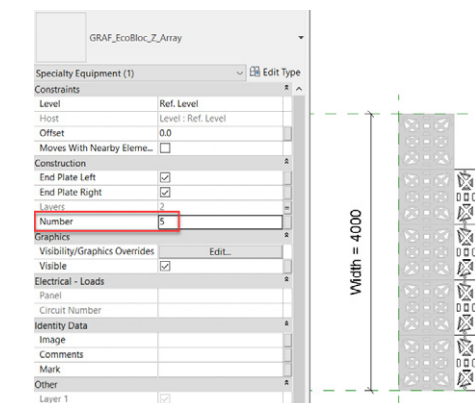 GRAF_EcoBloc_Z_Array
Specialty Equipment (1) Edit Type
Constraints
Level Ref. Level
Host Level : Ref. Level
Offset 0.0
Moves With Nearby Eleme...
Construction
End Plate Left
End Plate Right
Layers 2 =
Number 5
Graphics
Visibility/Graphics Overrides Edit...
Visible
Electrical - Loads
Panel
Circuit Number
Identity Data
Image
Comments
Mark
Other
Layer 1
Width = 4000